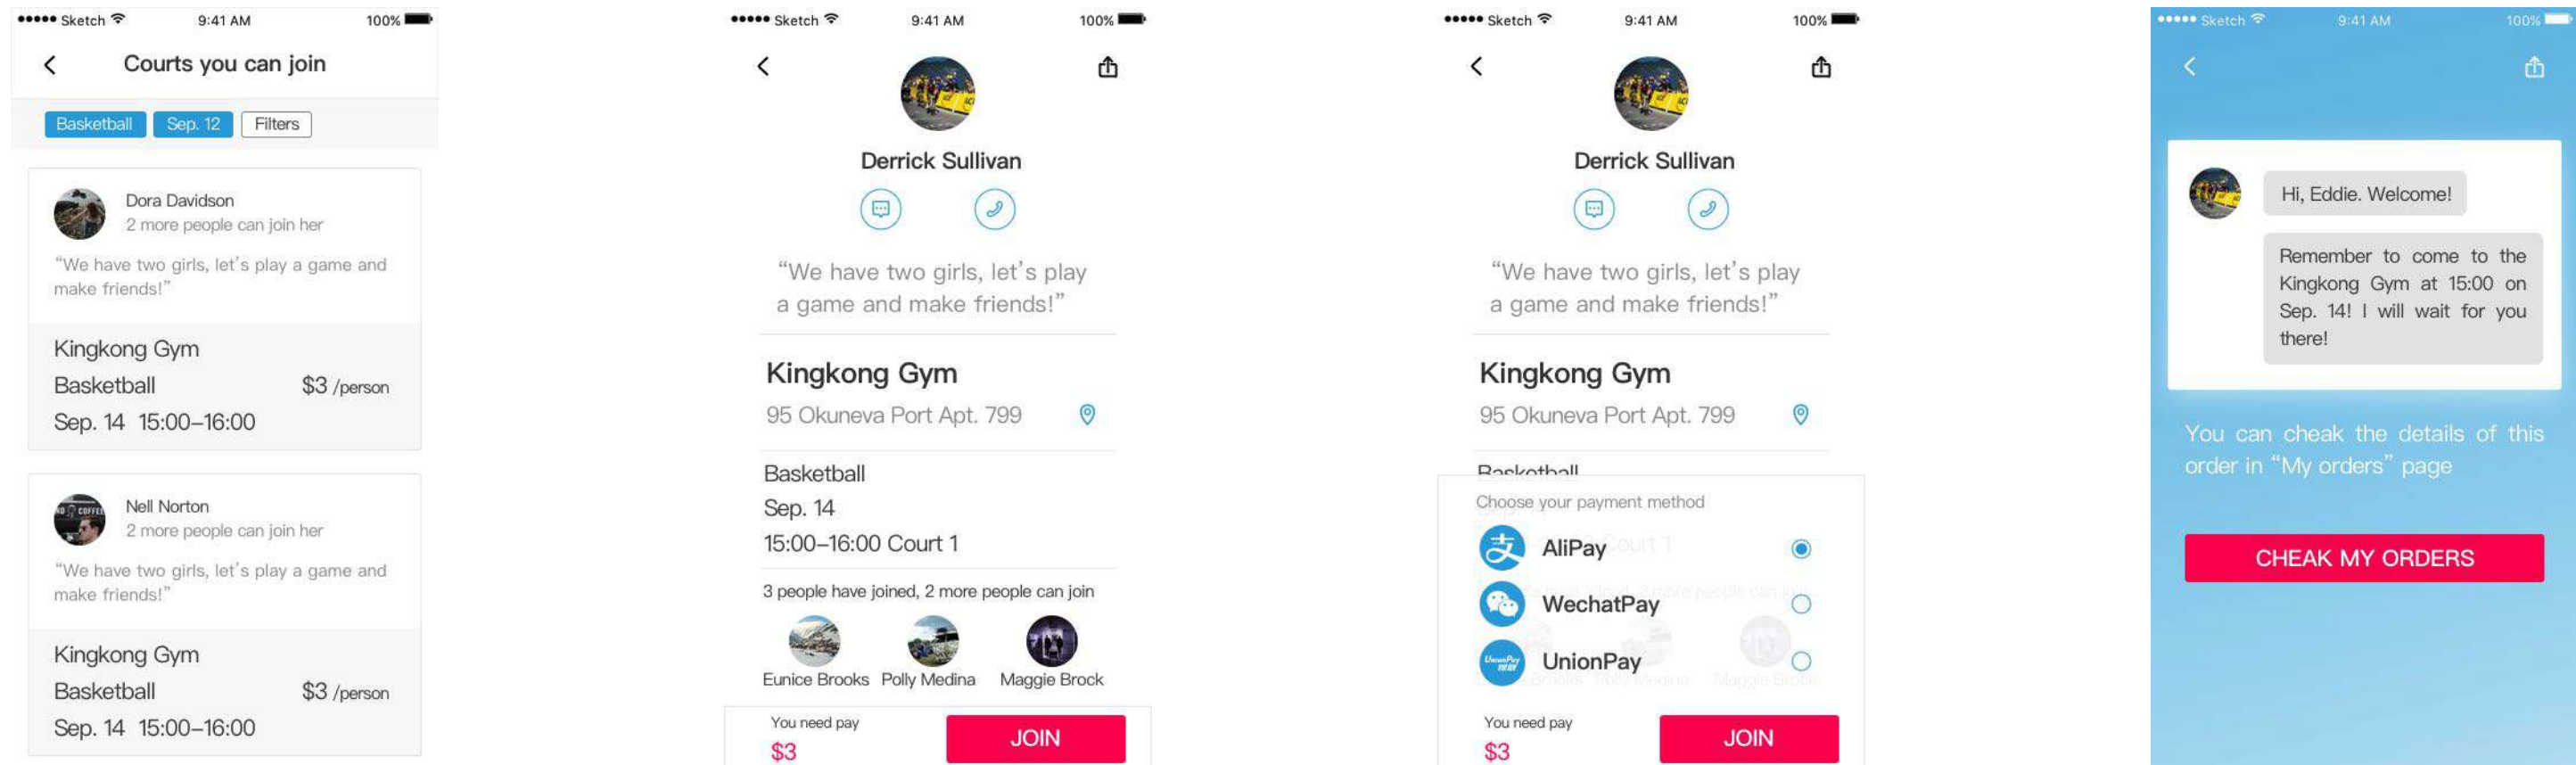 Sketch 9:41 AM 100%
Courts you can join
Basketball Sep. 12 Filters
Dora Davidson
2 more people can join her
“We have two girls, let's play a game and
make friends!”
Kingkong Gym
Basketball $3 /person
Sep. 14 15:00–16:00
ND COFFEE
Nell Norton
2 more people can join her
“We have two girls, let's play a game and
make friends!”
Kingkong Gym
Basketball $3 /person
Sep. 14 15:00–16:00
Sketch 9:41 AM 100%
Derrick Sullivan
“We have two girls, let's play
a game and make friends!”
Kingkong Gym
95 Okuneva Port Apt. 799
Basketball
Sep. 14
15:00–16:00 Court 1
3 people have joined, 2 more people can join
Eunice Brooks Polly Medina Maggie Brock
You need pay
$3
JOIN
Sketch 9:41 AM 100%
Derrick Sullivan
“We have two girls, let's play
a game and make friends!”
Kingkong Gym
95 Okuneva Port Apt. 799
Basketball
Choose your payment method
支 AliPay
WechatPay
UnionPay UnionPay
You need pay
$3
JOIN
Sketch 9:41 AM 100%
Hi, Eddie. Welcome!
Remember to come to the
Kingkong Gym at 15:00 on
Sep. 14! I will wait for you
there!
You can cheak the details of this
order in “My orders” page
CHEAK MY ORDERS